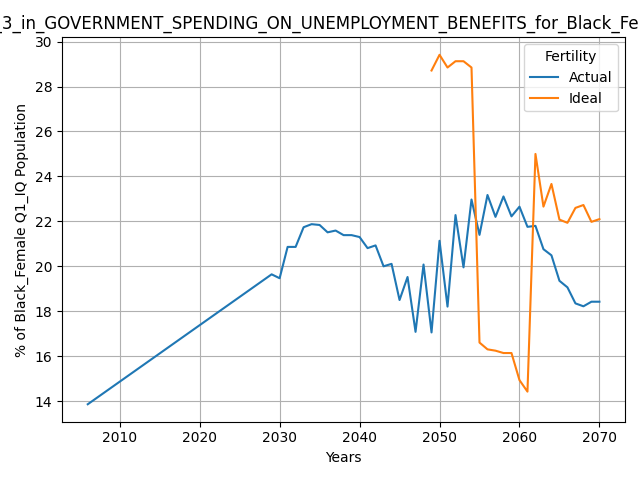 _3_in_GOVERNMENT_SPENDING_ON_UNEMPLOYMENT_BENEFITS_for_Black_Fe
30
28
26
24
22
20
18
16
14
% of Black_Female Q1_IQ Population
Fertility
Actual
Ideal
2010 2020 2030 2040 2050 2060 2070
Years